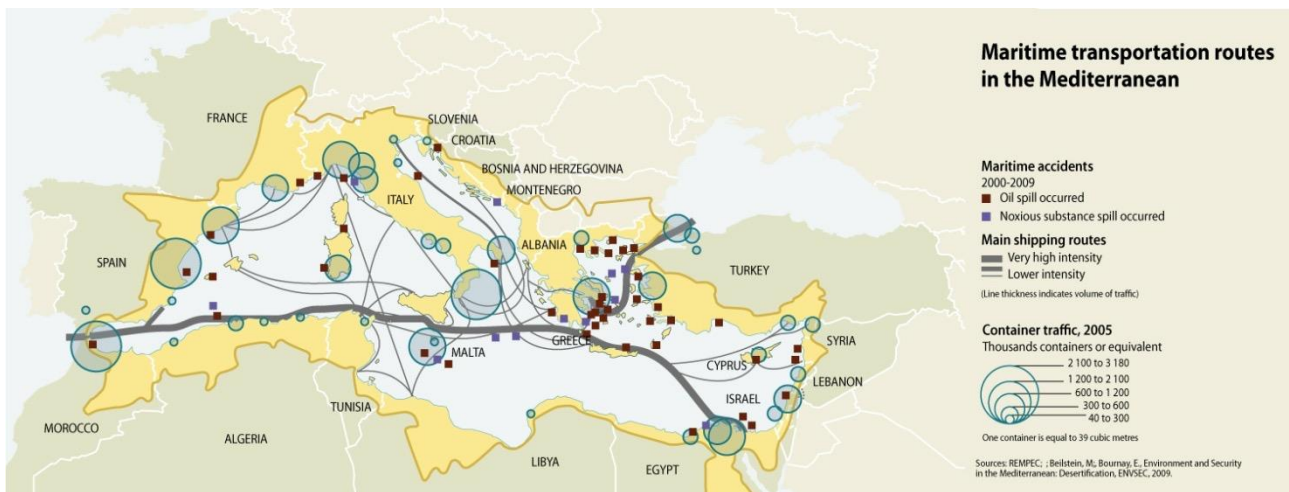 Maritime transportation routes
in the Mediterranean
FRANCE
SLOVENIA
CROATIA
BOSNIA AND HERZEGOVINA
MONTENEGRO
ITALY
ALBANIA
SPAIN
TURKEY
GREECE
MALTA
CYPRUS
SYRIA
LEBANON
ISRAEL
TUNISIA
MOROCCO
ALGERIA
LIBYA
EGYPT
Maritime accidents
2000-2009
Oil spill occurred
Noxious substance spill occurred
Main shipping routes
Very high intensity
Lower intensity
(Line thickness indicates volume of traffic)
Container traffic, 2005
Thousands containers or equivalent
2 100 to 3 180
1 200 to 2 100
600 to 1 200
300 to 600
40 to 300
One container is equal to 39 cubic metres
Sources: REMPEC; ; Beilstein, M;, Bournay, E., Environment and Security
in the Mediterranean: Desertification, ENVSEC, 2009.